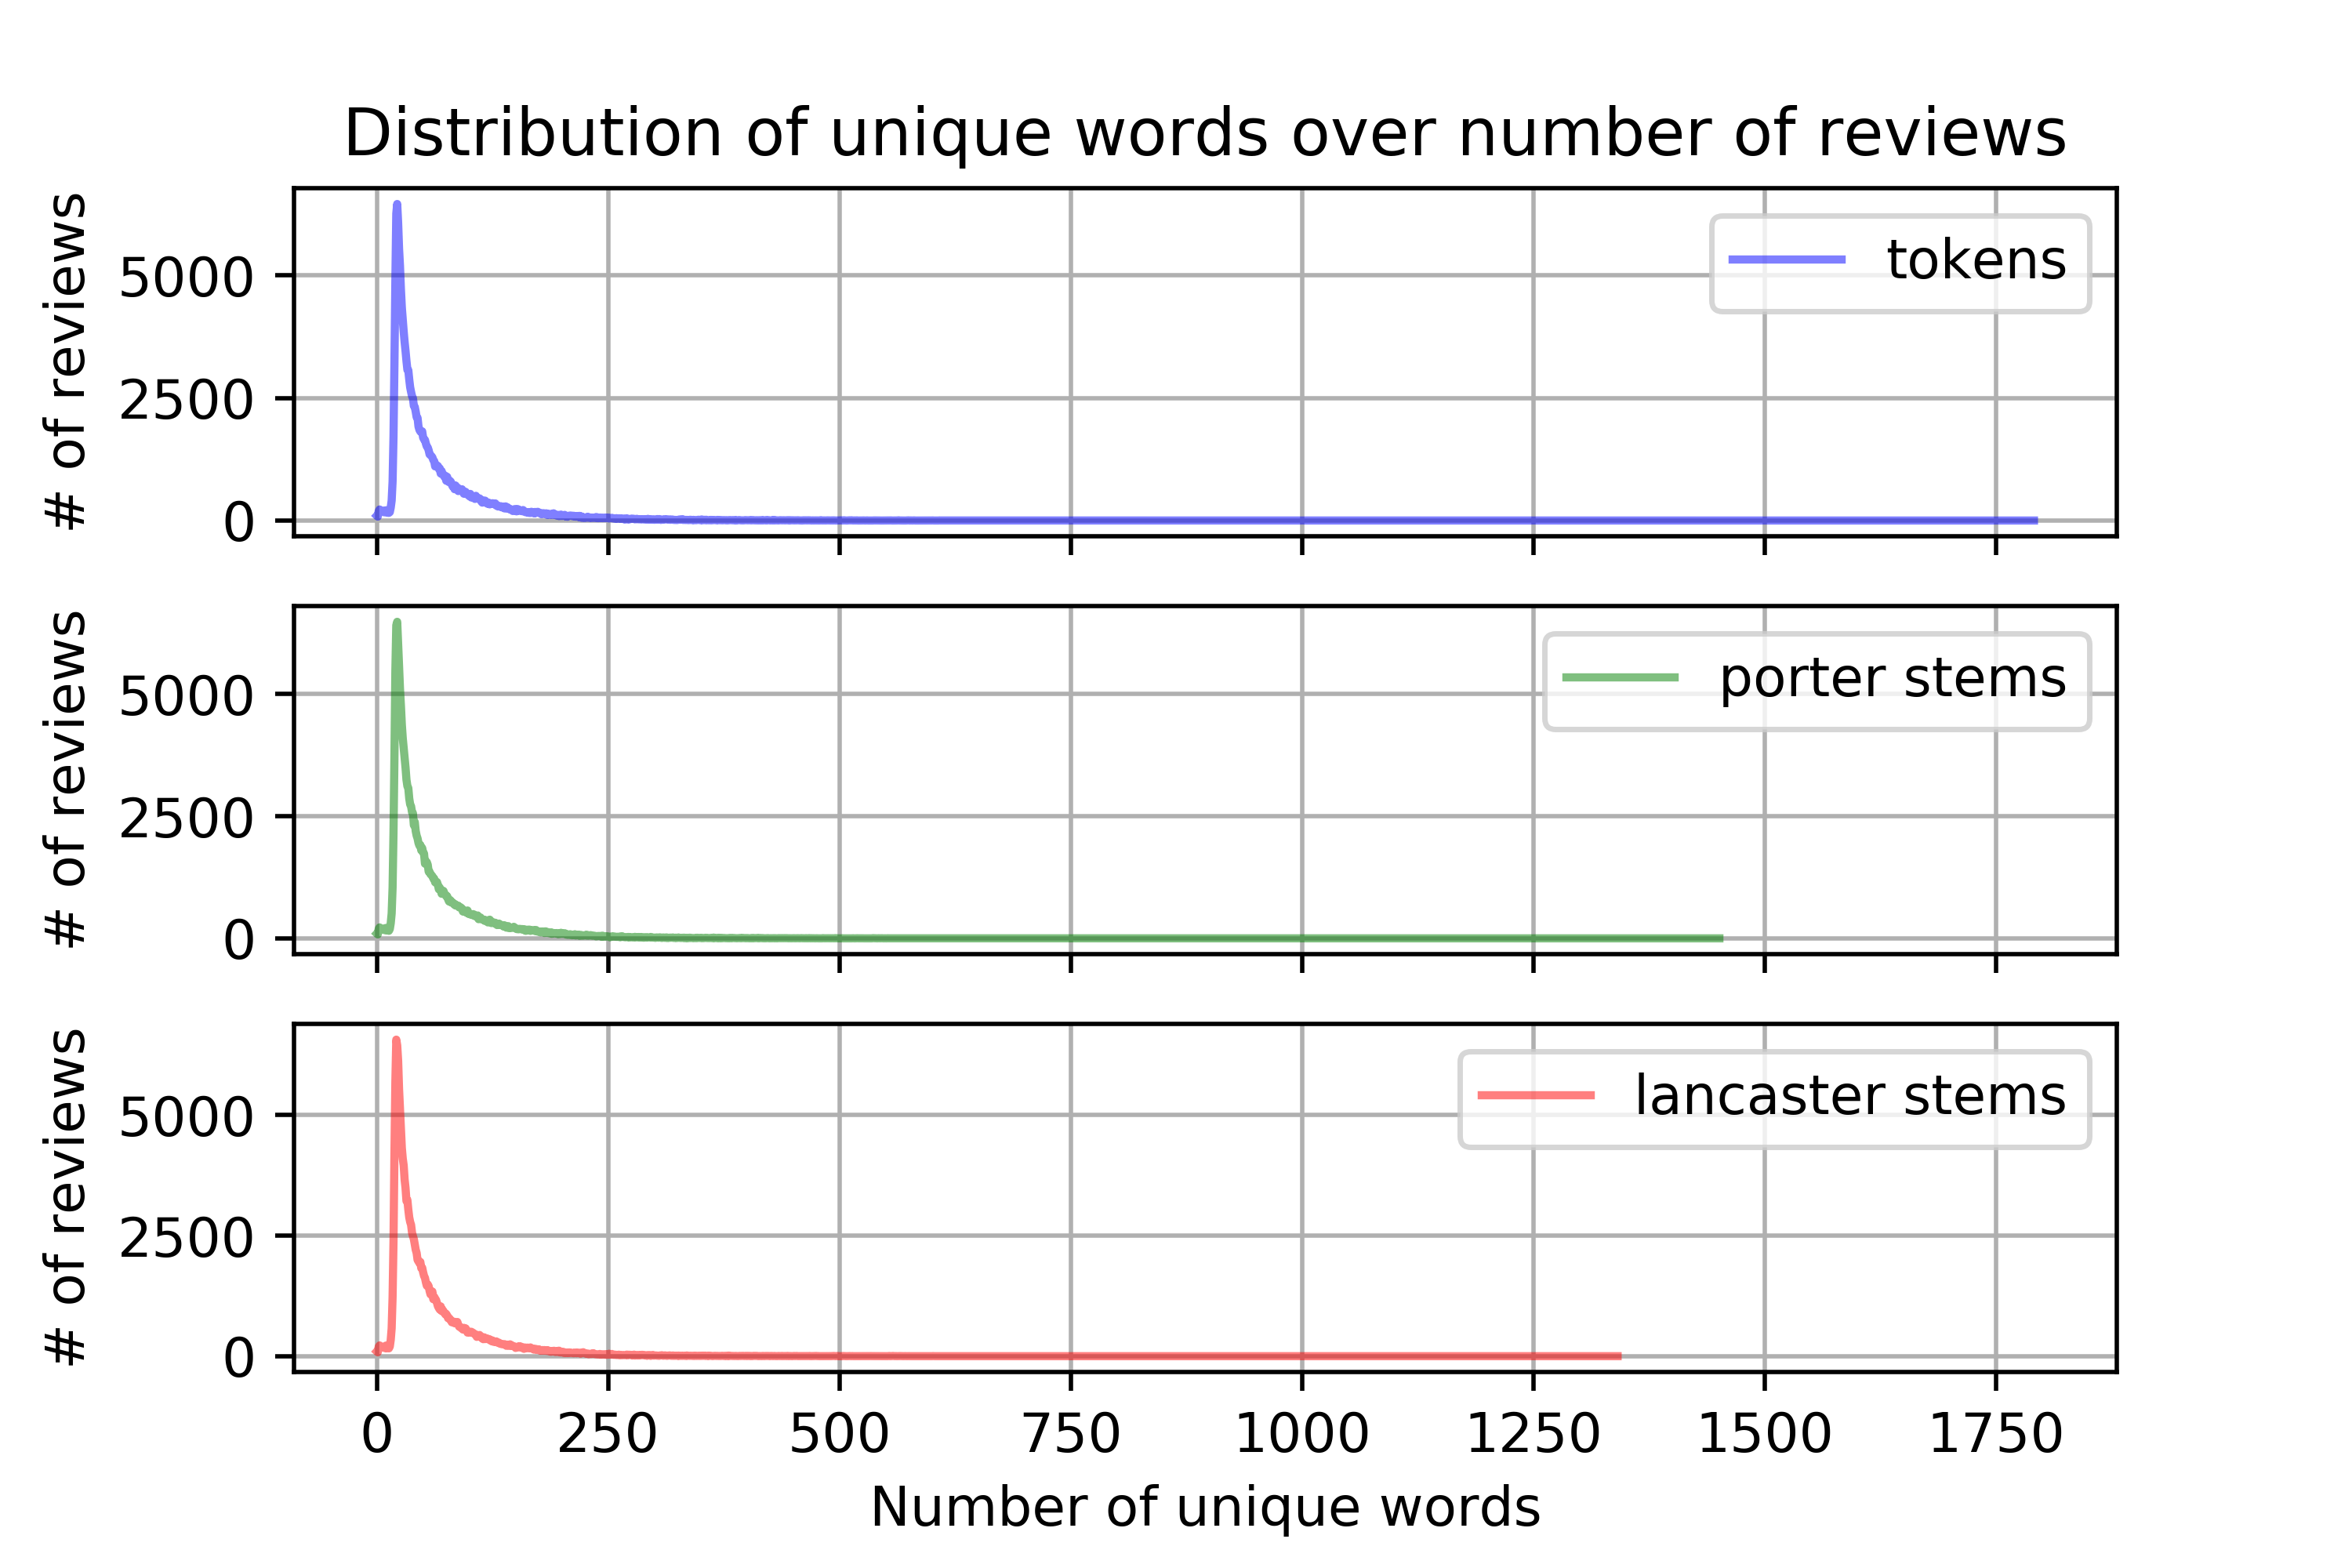 Distribution of unique words over number of reviews
# of reviews
5000
2500
0
tokens
# of reviews
5000
2500
0
porter stems
# of reviews
5000
2500
0
lancaster stems
0 250 500 750 1000 1250 1500 1750
Number of unique words